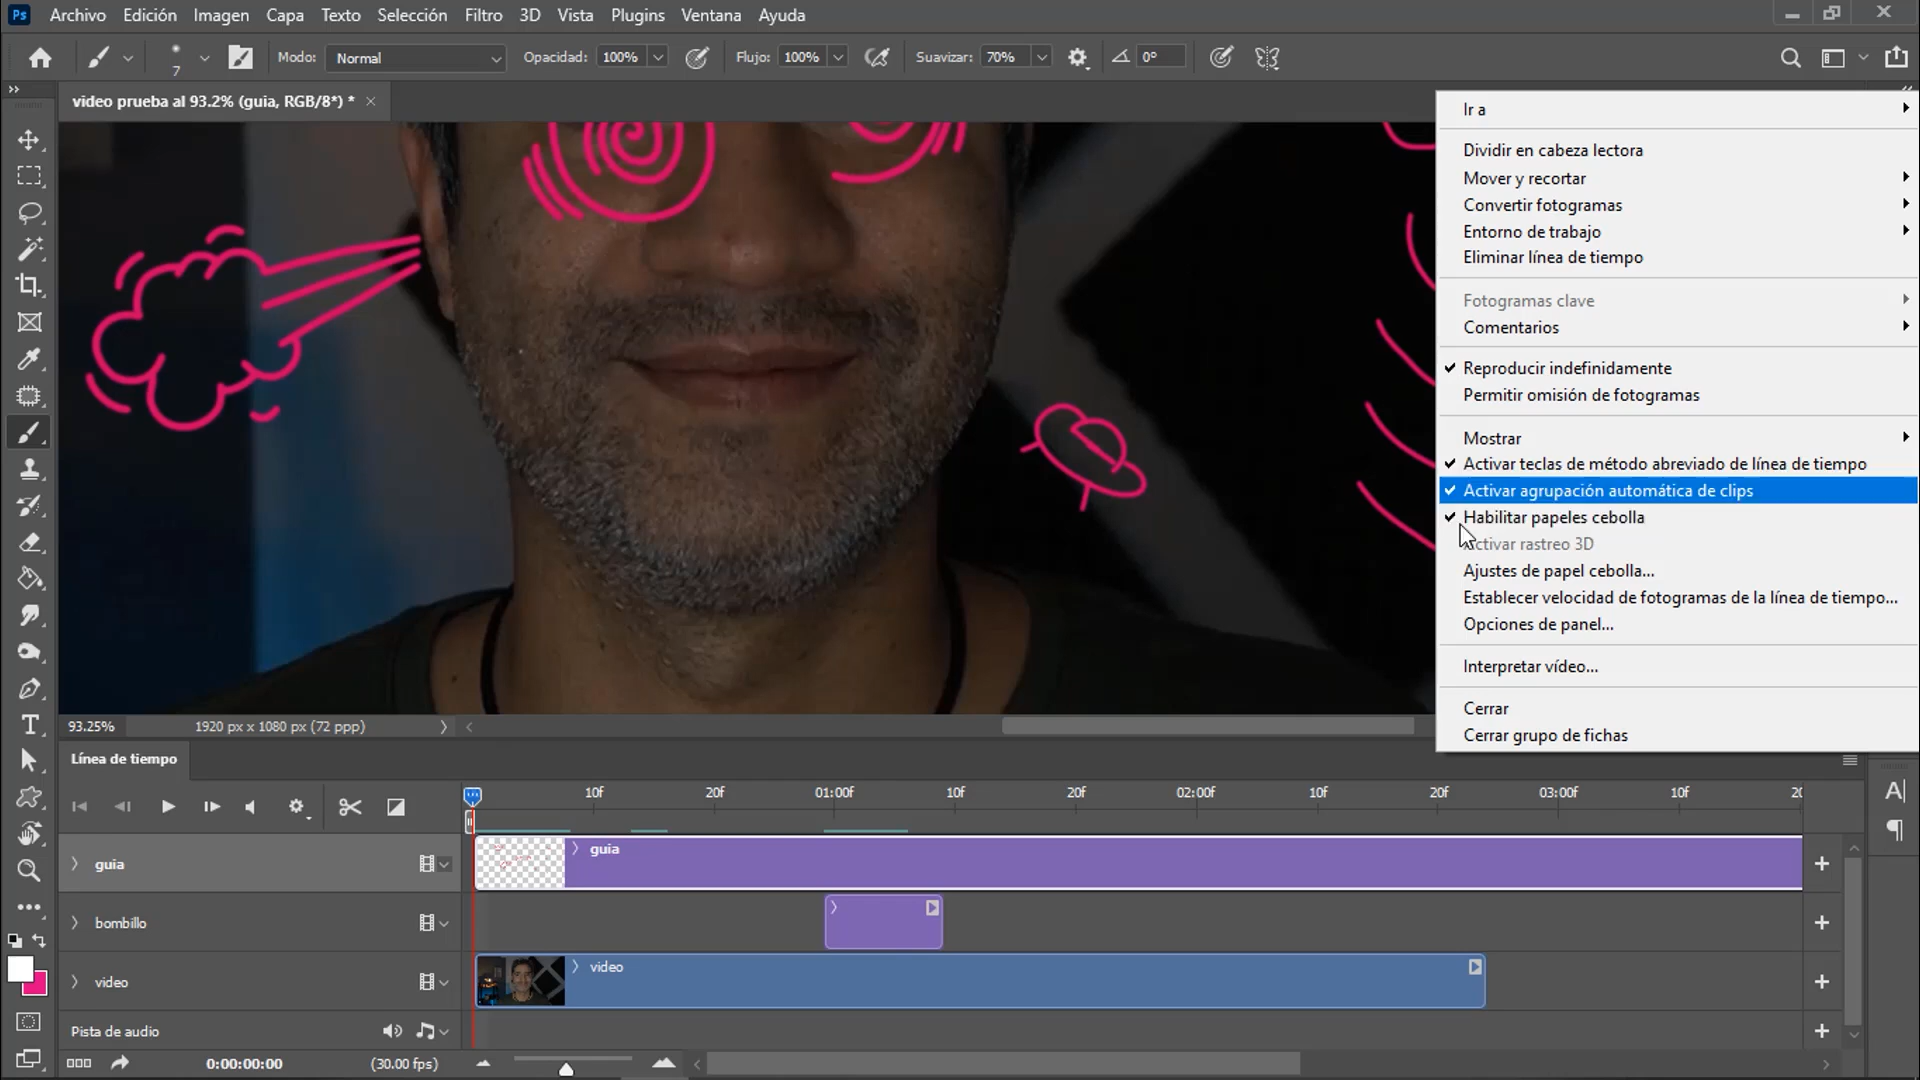 Ps Archivo Edición Imagen Capa Texto Selección Filtro 3D Vista Plugins Ventana Ayuda
7 Modo: Normal Opacidad: 100% Flujo: 100% Suavizar: 70% 0°
video prueba al 93.2% (guia, RGB/8*) *
Ir a
Dividir en cabeza lectora
Mover y recortar
Convertir fotogramas
Entorno de trabajo
Eliminar línea de tiempo
Fotogramas clave
Comentarios
Reproducir indefinidamente
Permitir omisión de fotogramas
Mostrar
Activar teclas de método abreviado de línea de tiempo
Activar agrupación automática de clips
Habilitar papeles cebolla
ctivar rastreo 3D
Ajustes de papel cebolla...
Establecer velocidad de fotogramas de la línea de tiempo...
Opciones de panel...
Interpretar vídeo...
Cerrar
Cerrar grupo de fichas
93.25% 1920 px x 1080 px (72 ppp)
Línea de tiempo
10f 20f 01:00f 10f 20f 02:00f 10f 20f 03:00f 10f 20
guia guia
bombillo
video video
Pista de audio
0:00:00:00 (30.00 fps)
T
A